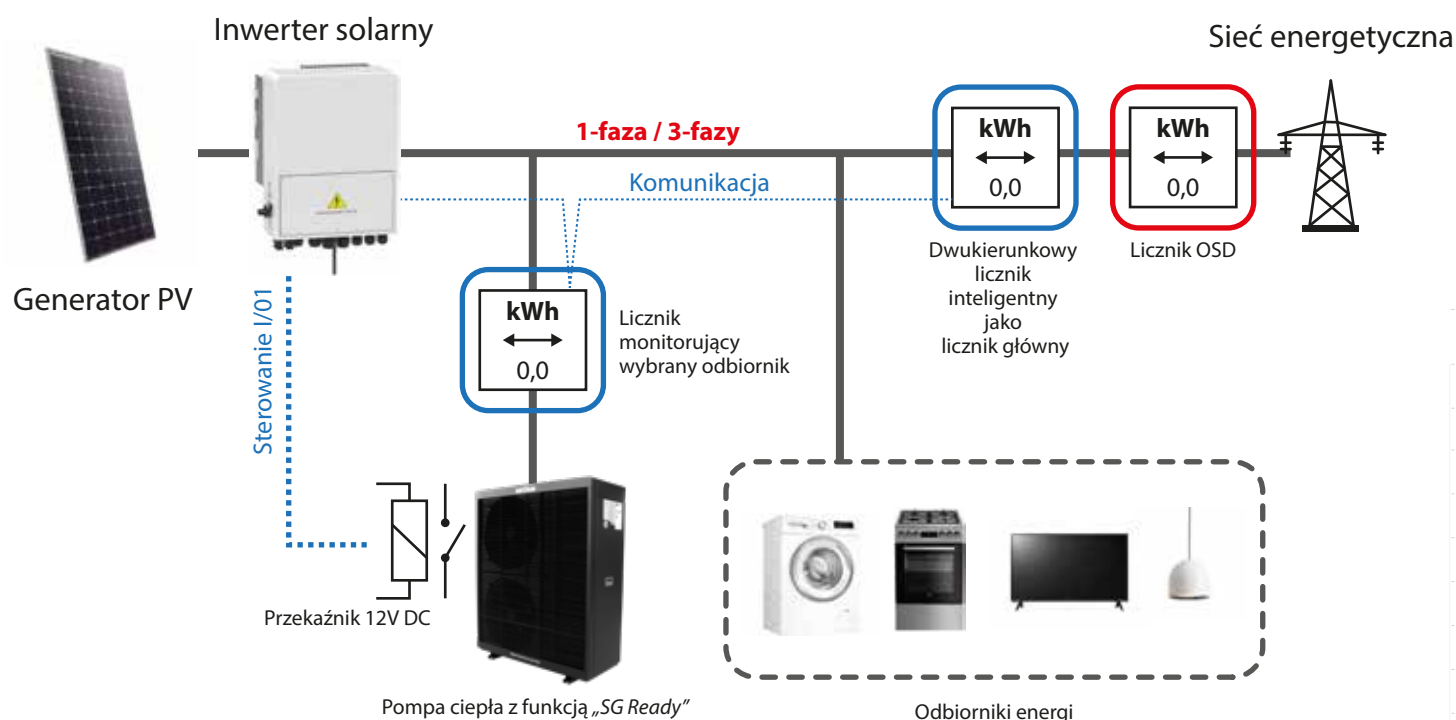 Inwerter solarny
Sieć energetyczna
1-faza / 3-fazy
kWh
0,0
kWh
0,0
Komunikacja
Dwukierunkowy
licznik
inteligentny
jako
licznik główny
Licznik OSD
Generator PV
Sterowanie I/01
kWh
0,0
Licznik
monitorujący
wybrany odbiornik
Przekaźnik 12V DC
Pompa ciepła z funkcją „SG Ready”
Odbiorniki energi